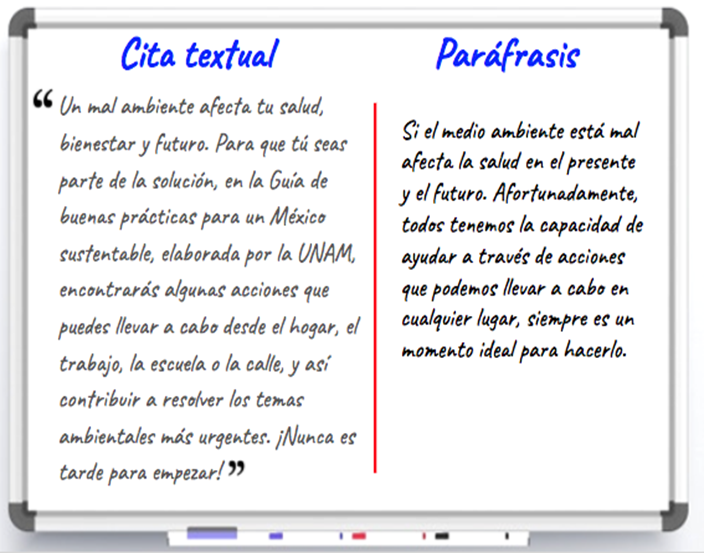 Cita textual
“ Un mal ambiente afecta tu salud,
bienestar y futuro. Para que tú seas
parte de la solución, en la Guía de
buenas prácticas para un México
sustentable, elaborada por la UNAM,
encontrarás algunas acciones que
puedes llevar a cabo desde el hogar, el
trabajo, la escuela o la calle, y así
contribuir a resolver los temas
ambientales más urgentes. ¡Nunca es
tarde para empezar! ”
Paráfrasis
Si el medio ambiente está mal
afecta la salud en el presente
y el futuro. Afortunadamente,
todos tenemos la capacidad de
ayudar a través de acciones
que podemos llevar a cabo en
cualquier lugar, siempre es un
momento ideal para hacerlo.